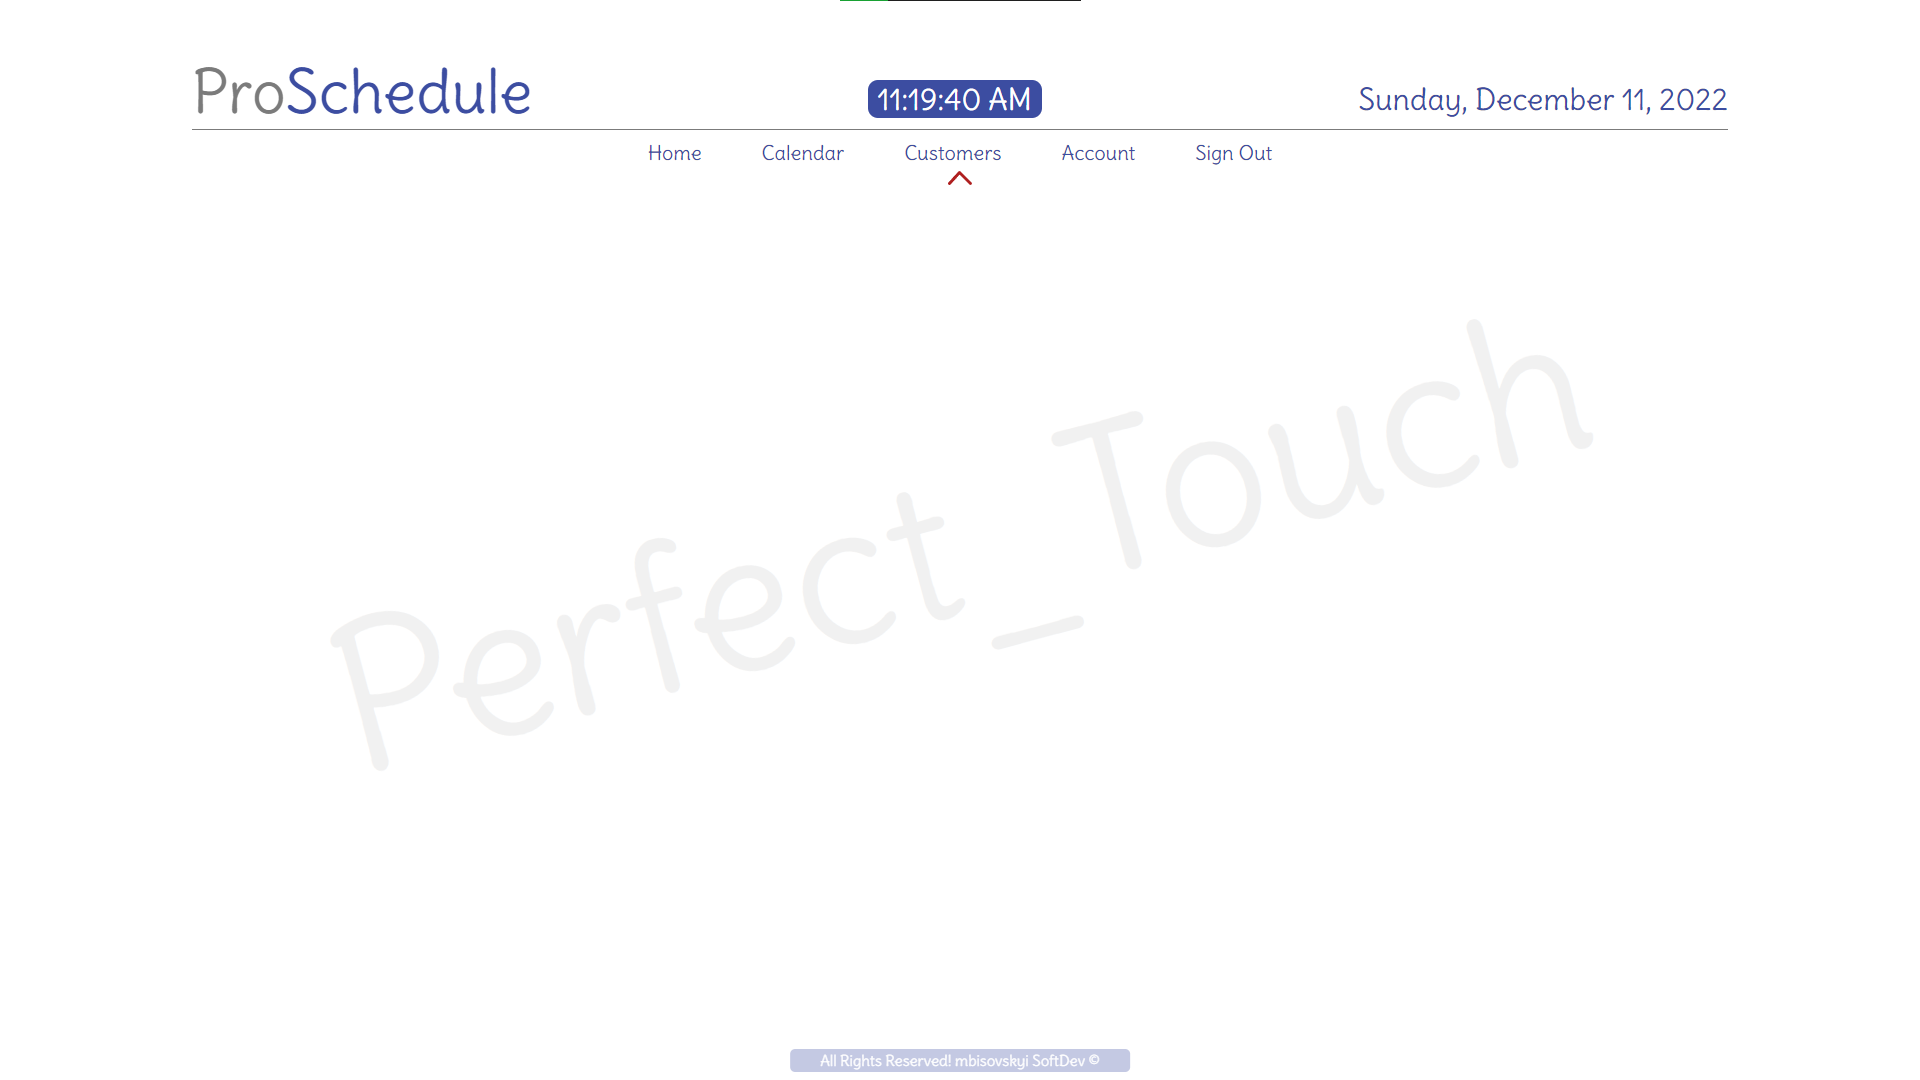 ProSchedule
11:19:40 AM
Sunday, December 11, 2022
Home Calendar Customers Account Sign Out
Perfect_Touch
All Rights Reserved! mbisovskyi SoftDev ©